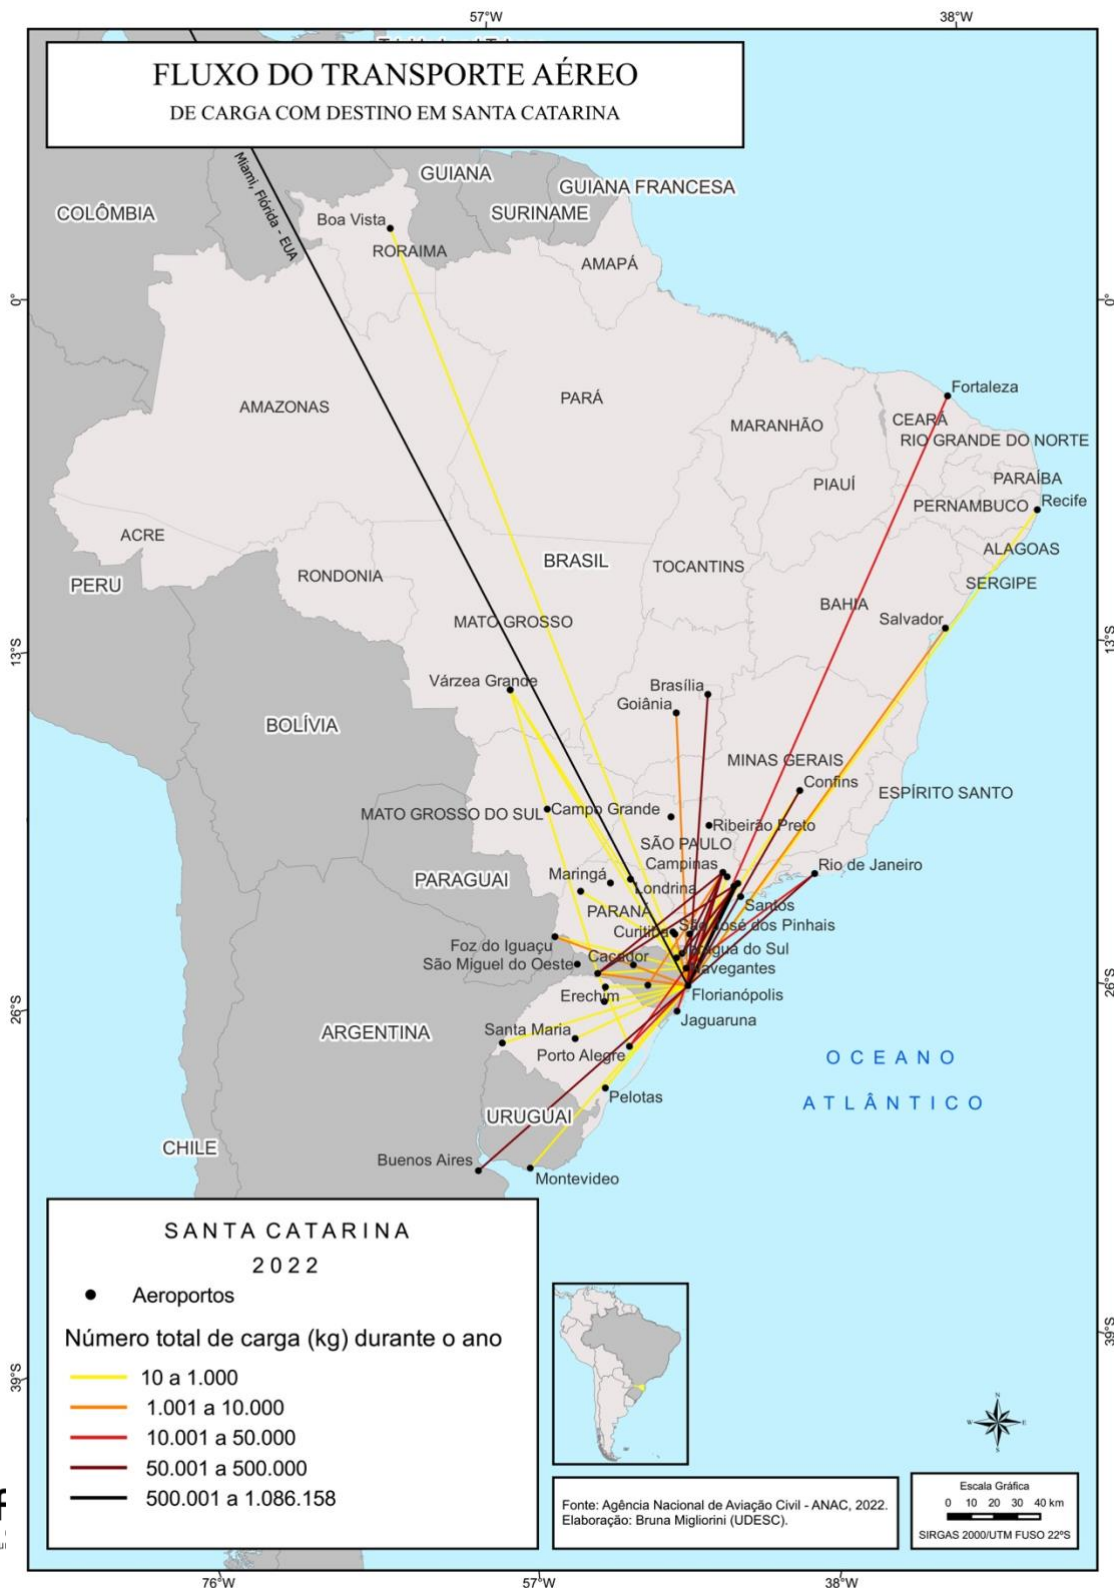 57°W
38°W
FLUXO DO TRANSPORTE AÉREO
DE CARGA COM DESTINO EM SANTA CATARINA
Miami, Flórida - EUA
GUIANA
GUIANA FRANCESA
COLÔMBIA
SURINAME
Boa Vista
RORAIMA
AMAPÁ
0°
0°
Fortaleza
PARÁ
AMAZONAS
CEARÁ
MARANHÃO
RIO GRANDE DO NORTE
PARAÍBA
PIAUÍ
PERNAMBUCO
Recife
ACRE
ALAGOAS
BRASIL
TOCANTINS
RONDONIA
SERGIPE
PERU
BAHIA
MATO GROSSO
Salvador
13°S
13°S
Várzea Grande
Brasília
Goiânia
BOLÍVIA
MINAS GERAIS
Confins
ESPÍRITO SANTO
MATO GROSSO DO SUL
Campo Grande
Ribeirão Preto
SÃO PAULO
Campinas
Rio de Janeiro
PARAGUAI
Maringá
Londrina
Santos
PARANÁ
Curitiba
São José dos Pinhais
Foz do Iguaçu
Jaraguá do Sul
São Miguel do Oeste
Caçador
Navegantes
26°S
26°S
Erechim
Florianópolis
Jaguaruna
ARGENTINA
Santa Maria
Porto Alegre
OCEANO
ATLÂNTICO
Pelotas
URUGUAI
CHILE
Buenos Aires
Montevideo
SANTA CATARINA
2022
Aeroportos
Número total de carga (kg) durante o ano
10 a 1.000
1.001 a 10.000
10.001 a 50.000
50.001 a 500.000
500.001 a 1.086.158
39°S
39°S
W
N
E
S
Fonte: Agência Nacional de Aviação Civil - ANAC, 2022.
Elaboração: Bruna Migliorini (UDESC).
Escala Gráfica
0 10 20 30 40 km
SIRGAS 2000/UTM FUSO 22ºS
76°W
57°W
38°W